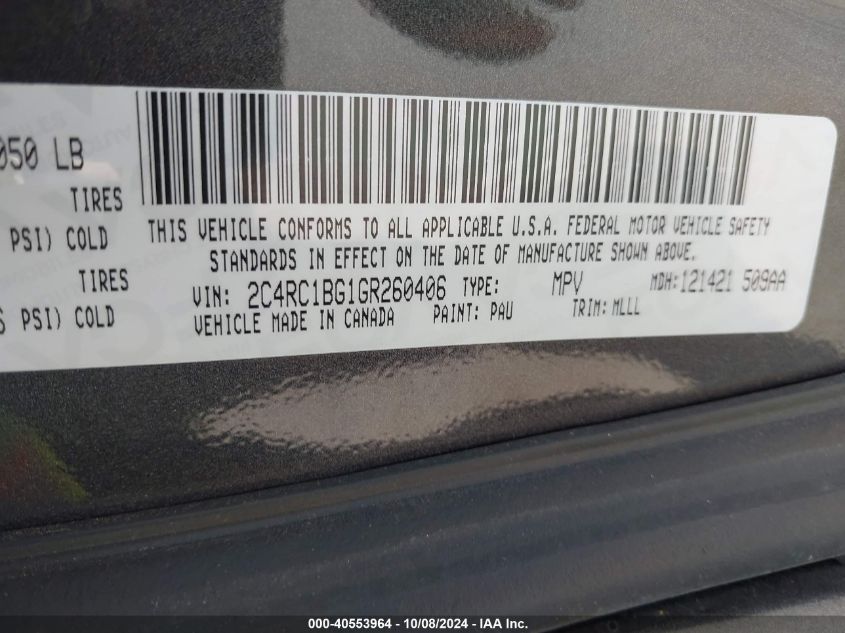 050 LB
TIRES
PSI) COLD
TIRES
PSI) COLD
THIS VEHICLE CONFORMS TO ALL APPLICABLE U.S.A. FEDERAL MOTOR VEHICLE SAFETY
STANDARDS IN EFFECT ON THE DATE OF MANUFACTURE SHOWN ABOVE.
VIN: 2C4RC1BG1GR260406 TYPE: MPV MDH:121421 509AA
VEHICLE MADE IN CANADA PAINT: PAU TRIM: MLLL
000-40553964 - 10/08/2024 - IAA Inc.